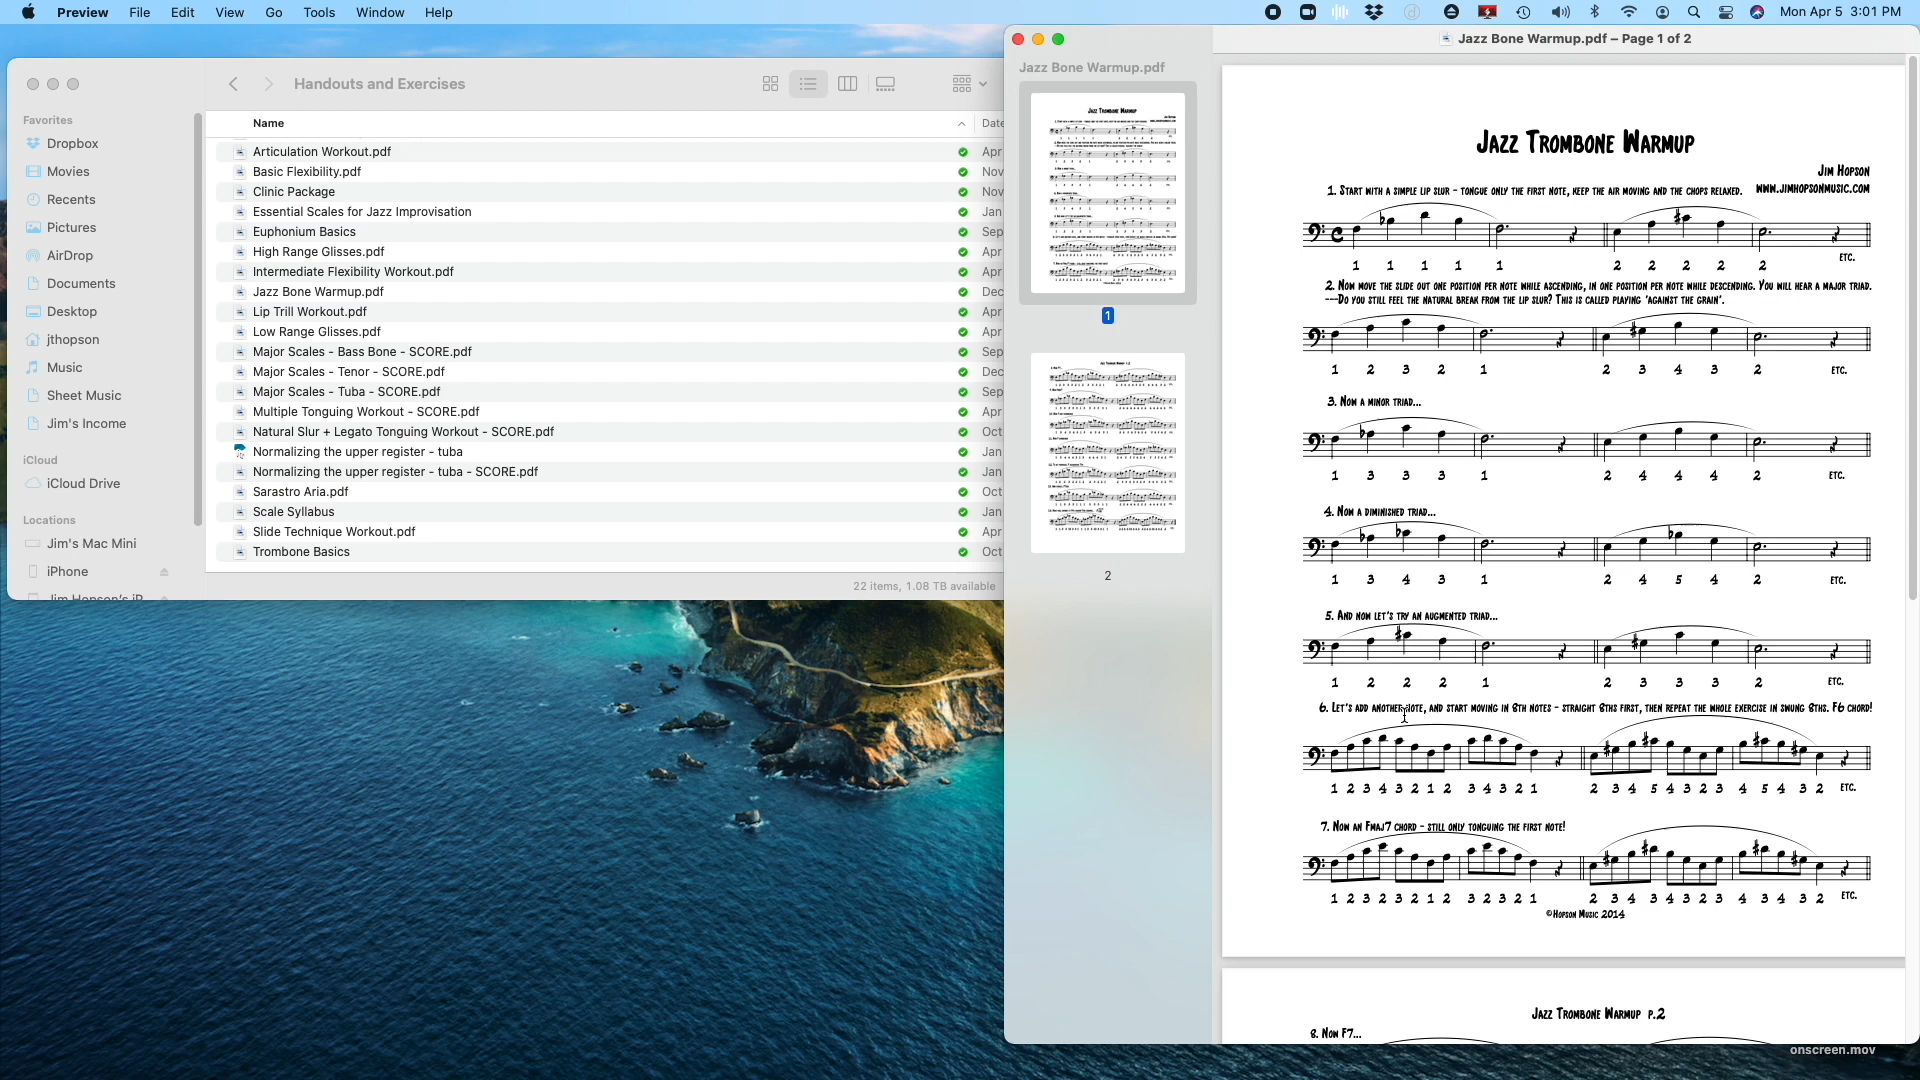 Preview File Edit View Go Tools Window Help
Mon Apr 5 3:01 PM
Handouts and Exercises
Favorites
Dropbox
Movies
Recents
Pictures
AirDrop
Documents
Desktop
jthopson
Music
Sheet Music
Jim's Income
iCloud
iCloud Drive
Locations
Jim's Mac Mini
iPhone
Jim Hopson's iP
Name
Date
Articulation Workout.pdf Apr
Basic Flexibility.pdf Nov
Clinic Package Nov
Essential Scales for Jazz Improvisation Jan
Euphonium Basics Sep
High Range Glisses.pdf Apr
Intermediate Flexibility Workout.pdf Apr
Jazz Bone Warmup.pdf Dec
Lip Trill Workout.pdf Apr
Low Range Glisses.pdf Apr
Major Scales - Bass Bone - SCORE.pdf Sep
Major Scales - Tenor - SCORE.pdf Dec
Major Scales - Tuba - SCORE.pdf Sep
Multiple Tonguing Workout - SCORE.pdf Apr
Natural Slur + Legato Tonguing Workout - SCORE.pdf Oct
Normalizing the upper register - tuba Jan
Normalizing the upper register - tuba - SCORE.pdf Jan
Sarastro Aria.pdf Oct
Scale Syllabus Jan
Slide Technique Workout.pdf Apr
Trombone Basics Oct
22 items, 1.08 TB available
Jazz Bone Warmup.pdf – Page 1 of 2
Jazz Bone Warmup.pdf
1
2
Jazz Trombone Warmup
Jim Hopson
www.jimhopsonmusic.com
1. Start with a simple lip slur - tongue only the first note, keep the air moving and the chops relaxed.
1 1 1 1 1 2 2 2 2 2 etc.
2. Now move the slide out one position per note while ascending, in one position per note while descending. You will hear a major triad.
---Do you still feel the natural break from the lip slur? This is called playing 'against the grain'.
1 2 3 2 1 2 3 4 3 2 etc.
3. Now a minor triad...
1 3 3 3 1 2 4 4 4 2 etc.
4. Now a diminished triad...
1 3 4 3 1 2 4 5 4 2 etc.
5. And now let's try an augmented triad...
1 2 2 2 1 2 3 3 3 2 etc.
6. Let's add another note, and start moving in 8th notes - straight 8ths first, then repeat the whole exercise in swung 8ths. F6 chord!
1 2 3 4 3 2 1 2 3 4 3 2 1 2 3 4 5 4 3 2 3 4 5 4 3 2 etc.
7. Now an Fmaj7 chord - still only tonguing the first note!
1 2 3 2 3 2 1 2 3 2 3 2 1 2 3 4 3 4 3 2 3 4 3 4 3 2 etc.
©Hopson Music 2014
Jazz Trombone Warmup p.2
8. Now F7...
onscreen.mov